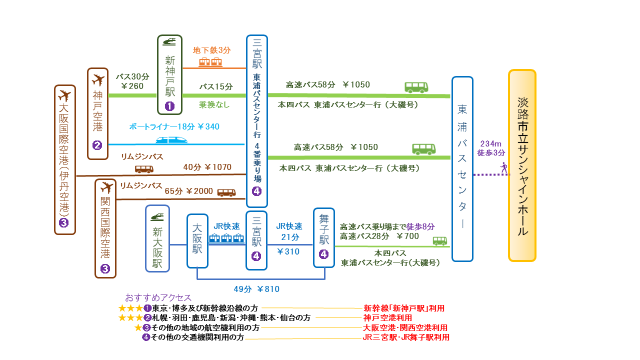 大阪国際空港(伊丹空港)
❸
神戸空港
❷
関西国際空港
❸
新神戸駅
❶
新大阪駅
大阪駅
三宮駅 東浦バスセンター行 4番乗り場
❹
三宮駅
❹
舞子駅
❹
東浦バスセンター
淡路市立サンシャインホール
地下鉄3分
バス30分
¥260
バス15分
乗換なし
ポートライナー18分 ¥340
リムジンバス
40分 ¥1070
リムジンバス
65分 ¥2000
高速バス58分 ¥1050
本四バス 東浦バスセンター行 (大磯号)
高速バス58分 ¥1050
本四バス 東浦バスセンター行 (大磯号)
234m
徒歩3分
JR快速
JR快速
21分
¥310
高速バス乗り場まで徒歩8分
高速バス28分 ¥700
本四バス
東浦バスセンター行(大磯号)
49分 ¥810
おすすめアクセス
★★★❶東京・博多及び新幹線沿線の方 新幹線「新神戸駅」利用
★★★❷札幌・羽田・鹿児島・新潟・沖縄・熊本・仙台の方 神戸空港利用
★❸その他の地域の航空機利用の方 大阪空港・関西空港利用
❹その他の交通機関利用の方 JR三宮駅・JR舞子駅利用